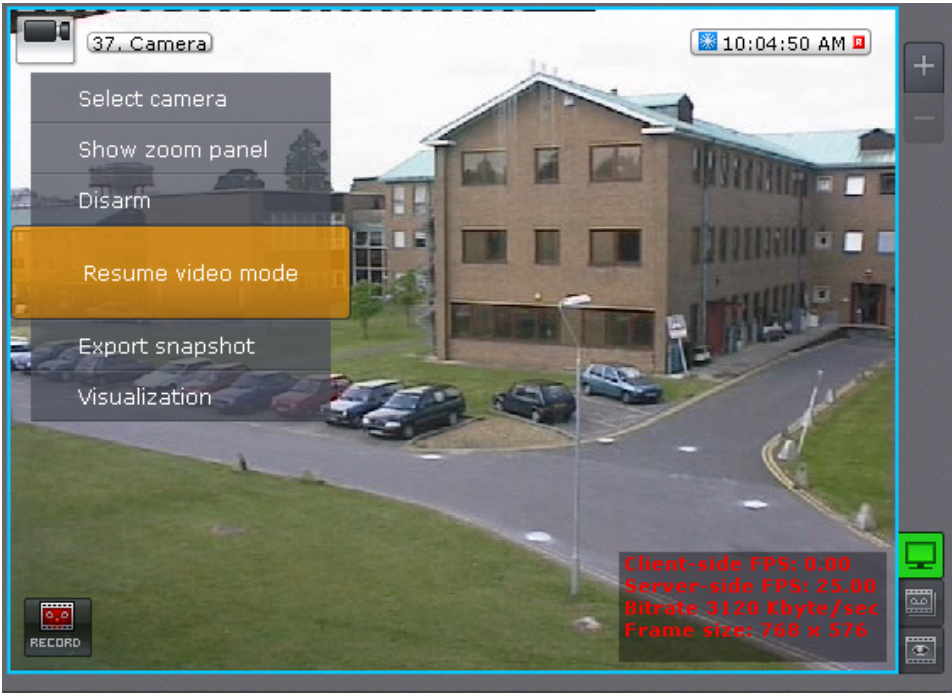 37. Camera
10:04:50 AM R
Select camera
Show zoom panel
Disarm
Resume video mode
Export snapshot
Visualization
Client-side FPS: 0.00
Server-side FPS: 25.00
Bitrate 3120 Kbyte/sec
Frame size: 768 x 576
RECORD